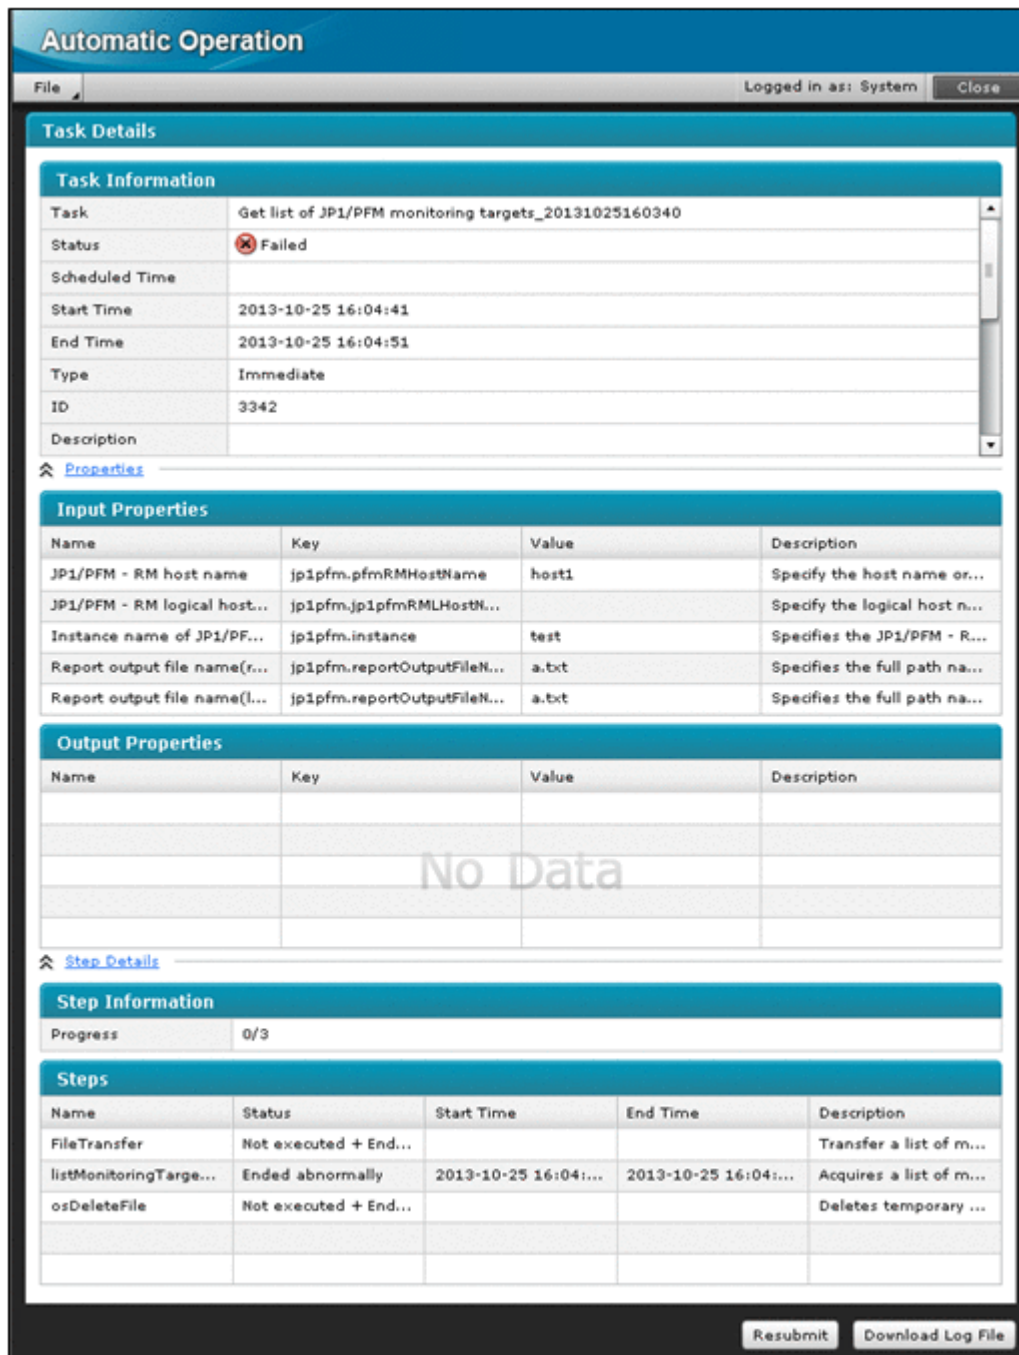 Automatic Operation
File Logged in as: System Close
Task Details
Task Information
Task Get list of JP1/PFM monitoring targets_20131025160340
Status Failed
Scheduled Time
Start Time 2013-10-25 16:04:41
End Time 2013-10-25 16:04:51
Type Immediate
ID 3342
Description
Properties
Input Properties
Name Key Value Description
JP1/PFM - RM host name jp1pfm.pfmRMHostName host1 Specify the host name or...
JP1/PFM - RM logical host... jp1pfm.jp1pfmRMLHostN... Specify the logical host n...
Instance name of JP1/PF... jp1pfm.instance test Specifies the JP1/PFM - R...
Report output file name(r... jp1pfm.reportOutputFileN... a.txt Specifies the full path na...
Report output file name(l... jp1pfm.reportOutputFileN... a.txt Specifies the full path na...
Output Properties
Name Key Value Description
No Data
Step Details
Step Information
Progress 0/3
Steps
Name Status Start Time End Time Description
FileTransfer Not executed + End... Transfer a list of m...
listMonitoringTarge... Ended abnormally 2013-10-25 16:04:... 2013-10-25 16:04:... Acquires a list of m...
osDeleteFile Not executed + End... Deletes temporary ...
Resubmit Download Log File